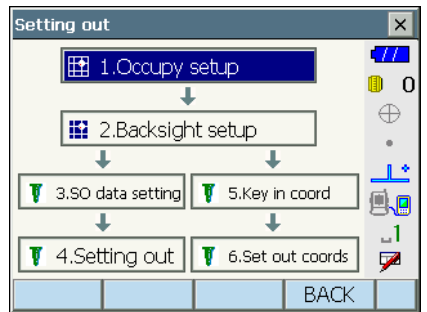 Setting out
1.Occupy setup
0
2.Backsight setup
3.SO data setting
5.Key in coord
4.Setting out
6.Set out coords
1
BACK